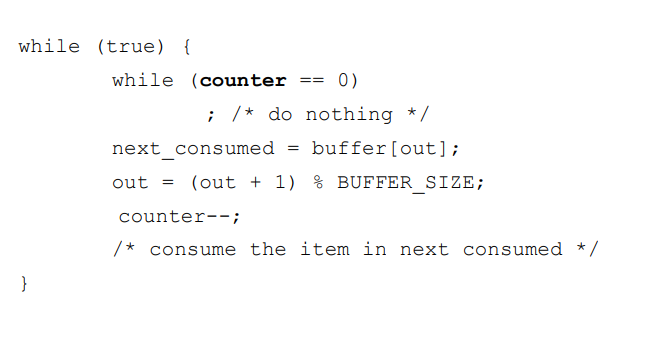 while (true) {
while (counter == 0)
; /* do nothing */
next_consumed = buffer[out];
out = (out + 1) % BUFFER_SIZE;
counter--;
/* consume the item in next consumed */
}